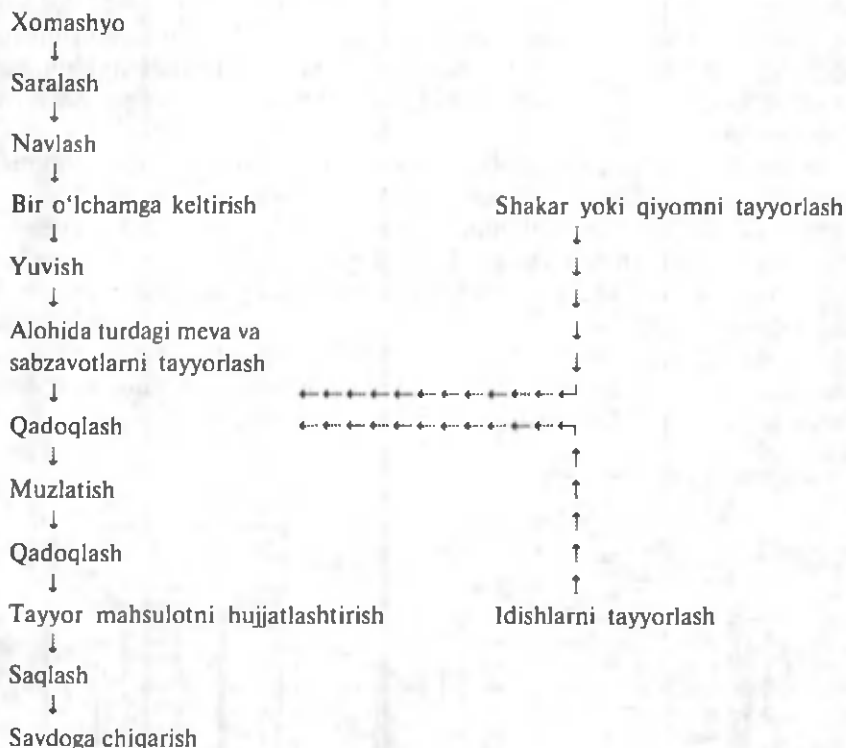 Xomashyo
Saralash
Navlash
Bir o‘lchamga keltirish
Shakar yoki qiyomni tayyorlash
Yuvish
Alohida turdagi meva va
sabzavotlarni tayyorlash
Qadoqlash
Muzlatish
Qadoqlash
Tayyor mahsulotni hujjatlashtirish
Idishlarni tayyorlash
Saqlash
Savdoga chiqarish